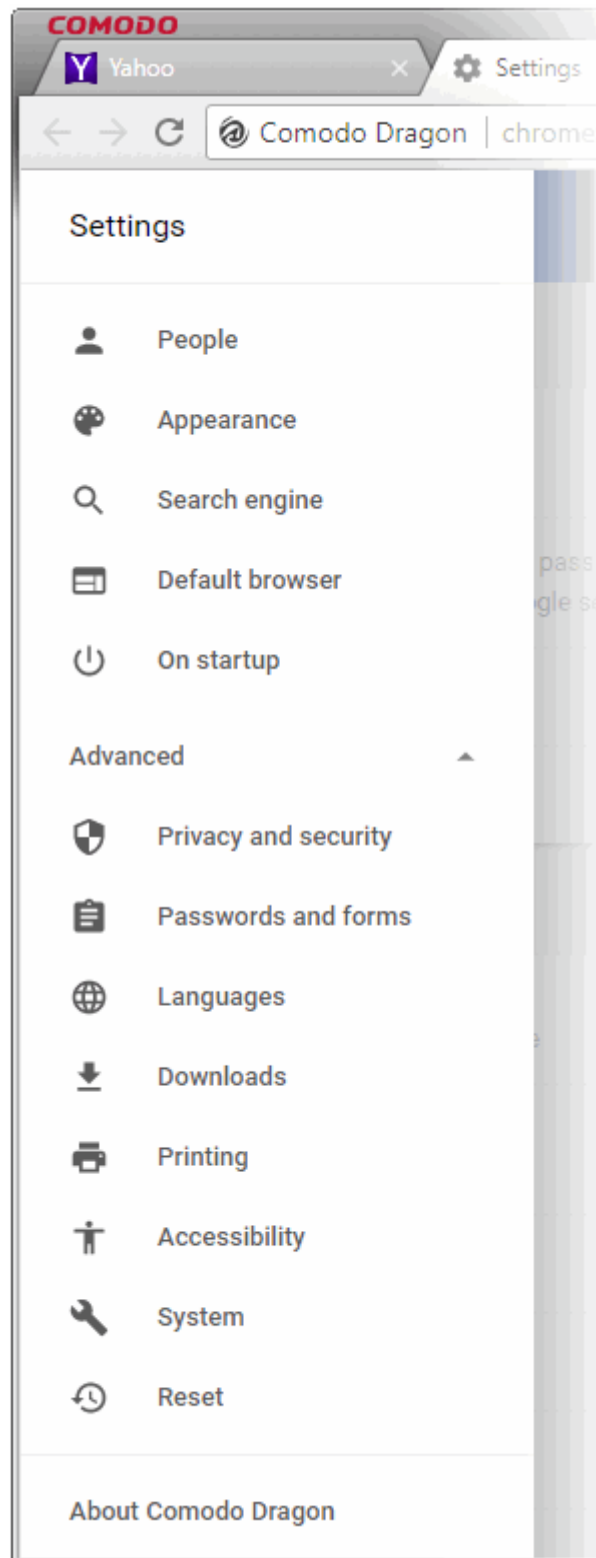 COMODO
Yahoo
Settings
Comodo Dragon | chrome
Settings
People
Appearance
Search engine
Default browser
pass
On startup
Advanced
Privacy and security
Passwords and forms
Languages
Downloads
Printing
Accessibility
System
Reset
About Comodo Dragon